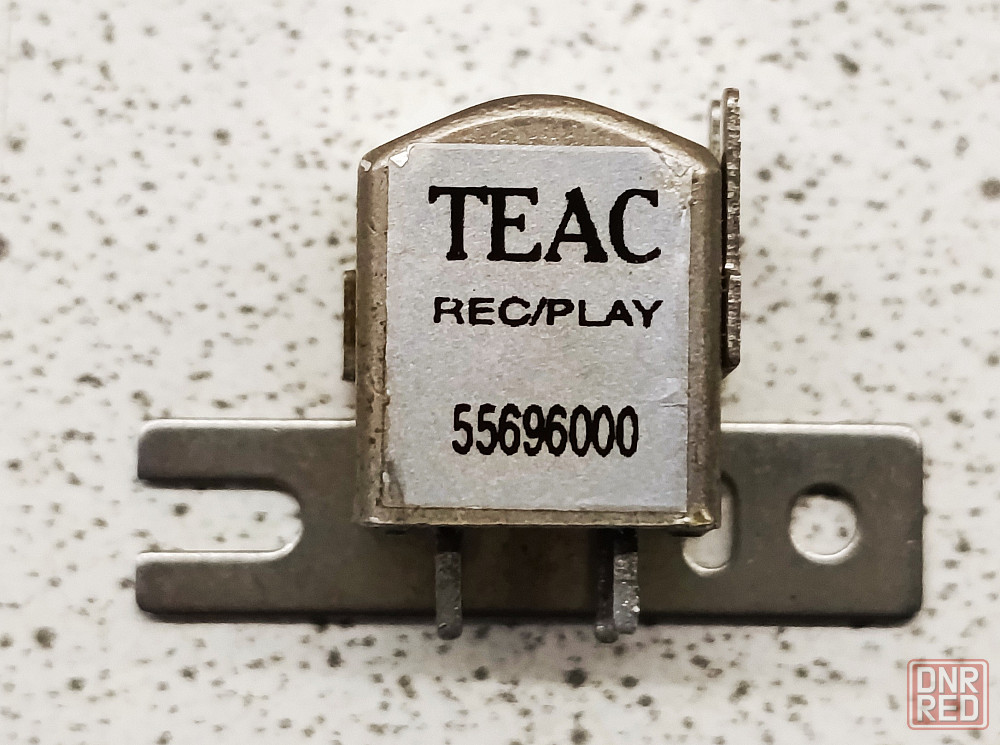 TEAC
REC/PLAY
55696000
DNR
RED